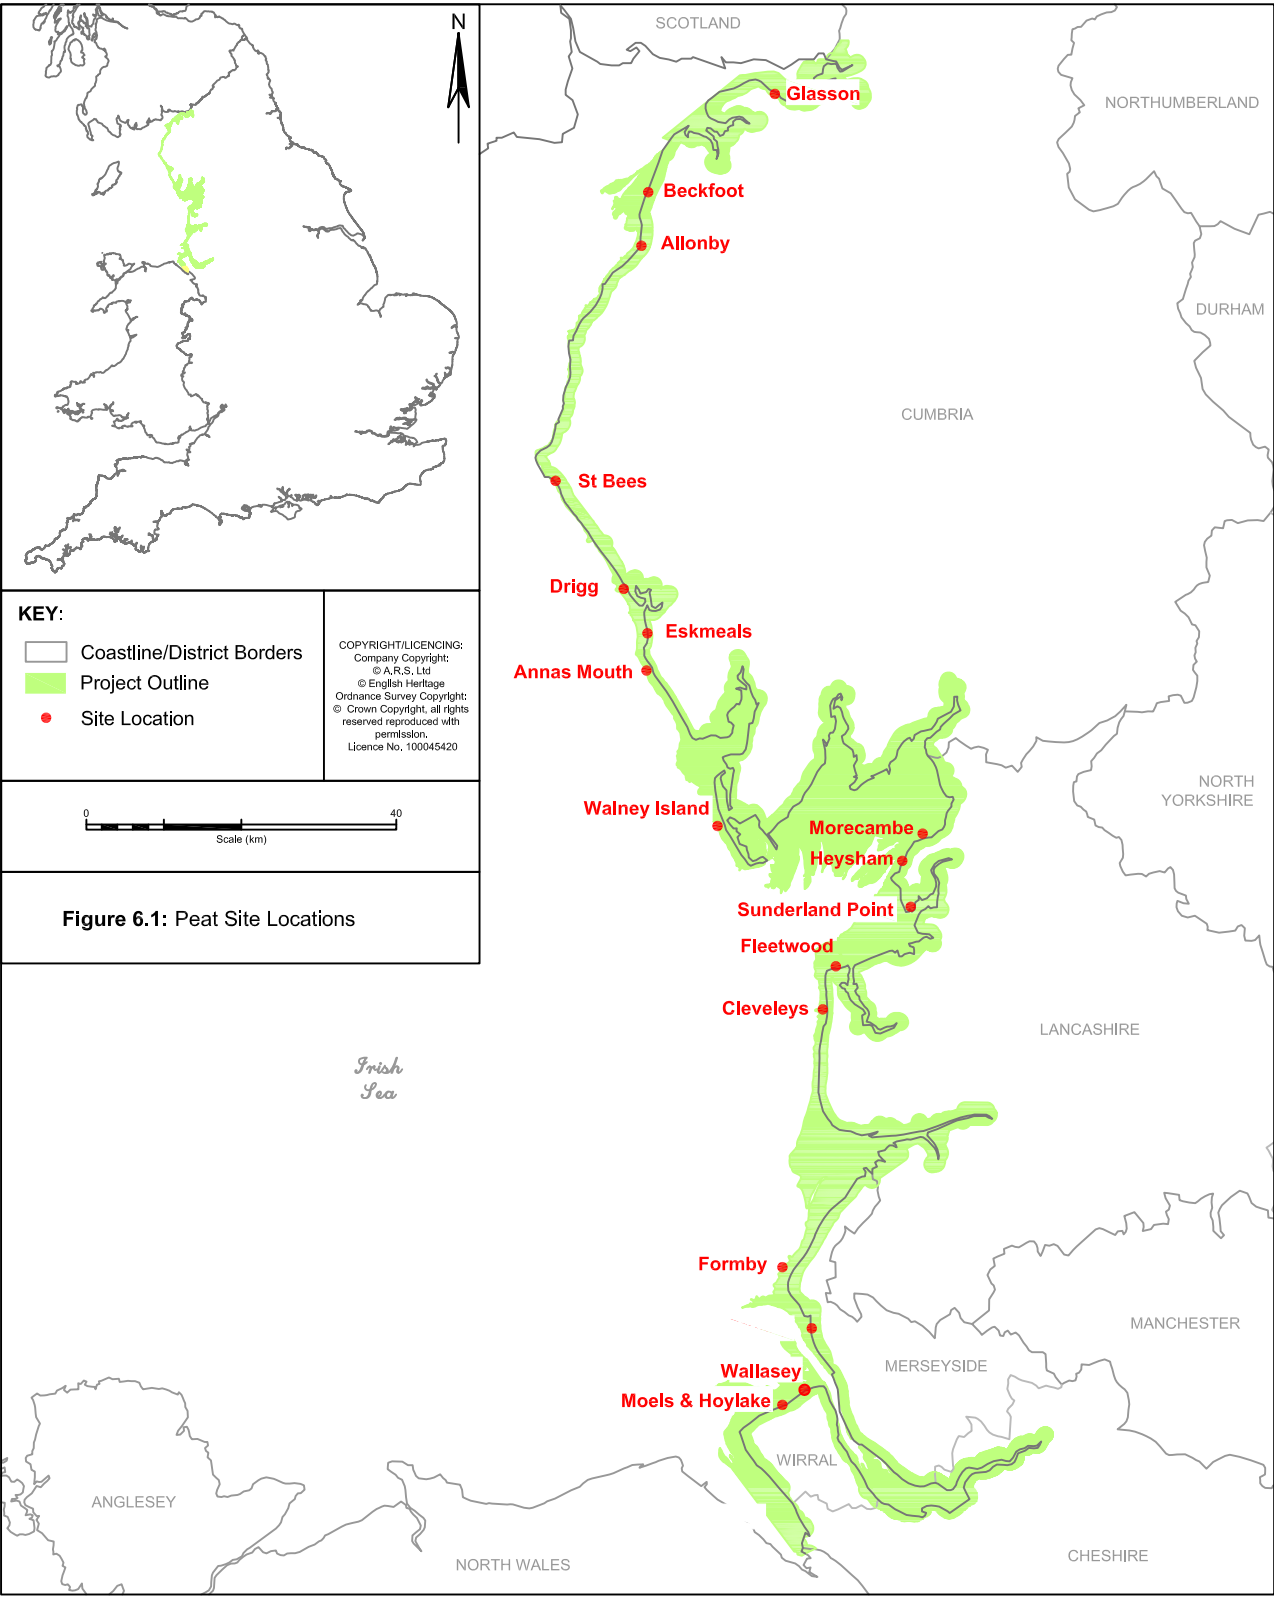 N
KEY:
Coastline/District Borders
Project Outline
Site Location
COPYRIGHT/LICENCING:
Company Copyright:
© A.R.S. Ltd
© English Heritage
Ordnance Survey Copyright:
© Crown Copyright, all rights
reserved reproduced with
permission.
Licence No. 100045420
0
40
Scale (km)
Figure 6.1: Peat Site Locations
SCOTLAND
Glasson
NORTHUMBERLAND
Beckfoot
Allonby
DURHAM
CUMBRIA
St Bees
Drigg
Eskmeals
Annas Mouth
NORTH
YORKSHIRE
Walney Island
Morecambe
Heysham
Sunderland Point
Fleetwood
Cleveleys
LANCASHIRE
Irish
Sea
Formby
MANCHESTER
MERSEYSIDE
Wallasey
Moels & Hoylake
WIRRAL
ANGLESEY
NORTH WALES
CHESHIRE